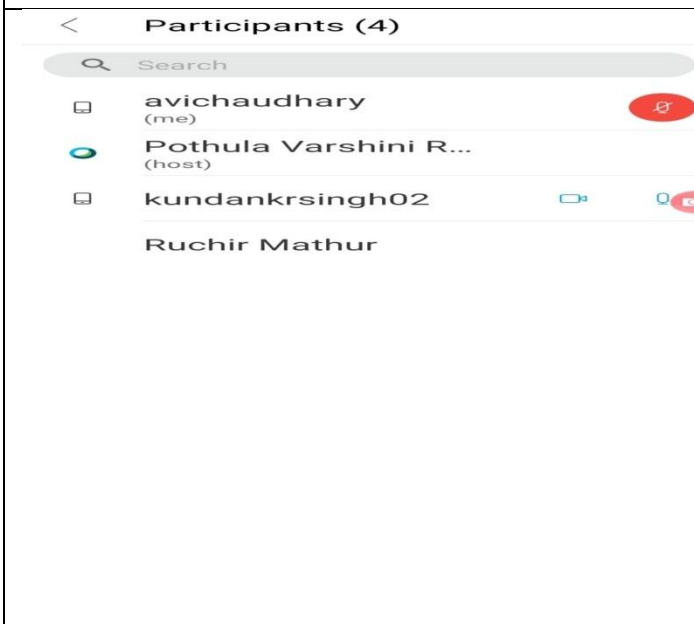 Participants (4)
Search
avichaudhary
(me)
Pothula Varshini R...
(host)
kundankrsingh02
Ruchir Mathur